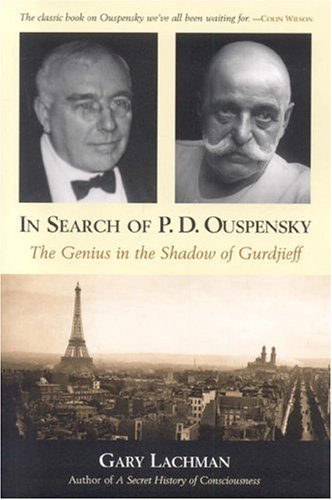 The classic book on Ouspensky we've all been waiting for. —COLIN WILSON
IN SEARCH OF P. D. OUSPENSKY
The Genius in the Shadow of Gurdjieff
GARY LACHMAN
Author of A Secret History of Consciousness